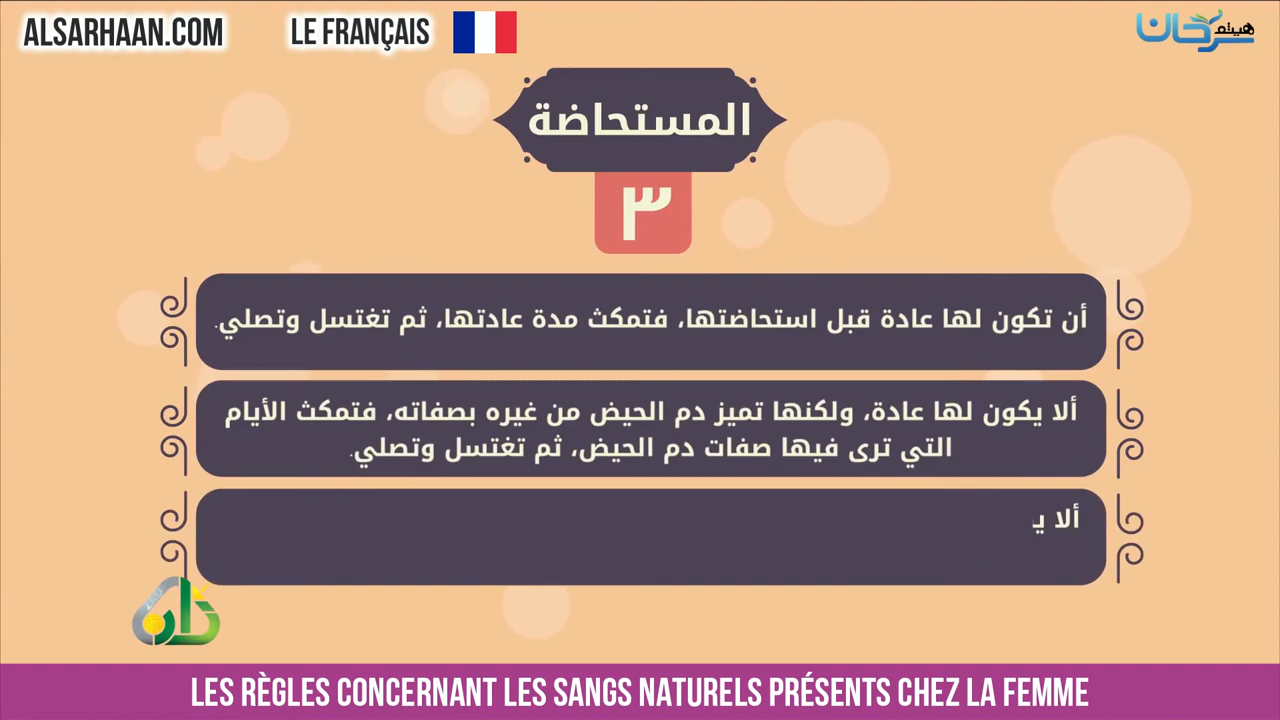 ALSARHAAN.COM
LE FRANÇAIS
هيثم
سرحان
المستحاضة
٣
أن تكون لها عادة قبل استحاضتها، فتمكث مدة عادتها، ثم تغتسل وتصلي.
ألا يكون لها عادة، ولكنها تميز دم الحيض من غيره بصفاته، فتمكث الأيام
التي ترى فيها صفات دم الحيض، ثم تغتسل وتصلي.
ألا ي
LES RÈGLES CONCERNANT LES SANGS NATURELS PRÉSENTS CHEZ LA FEMME